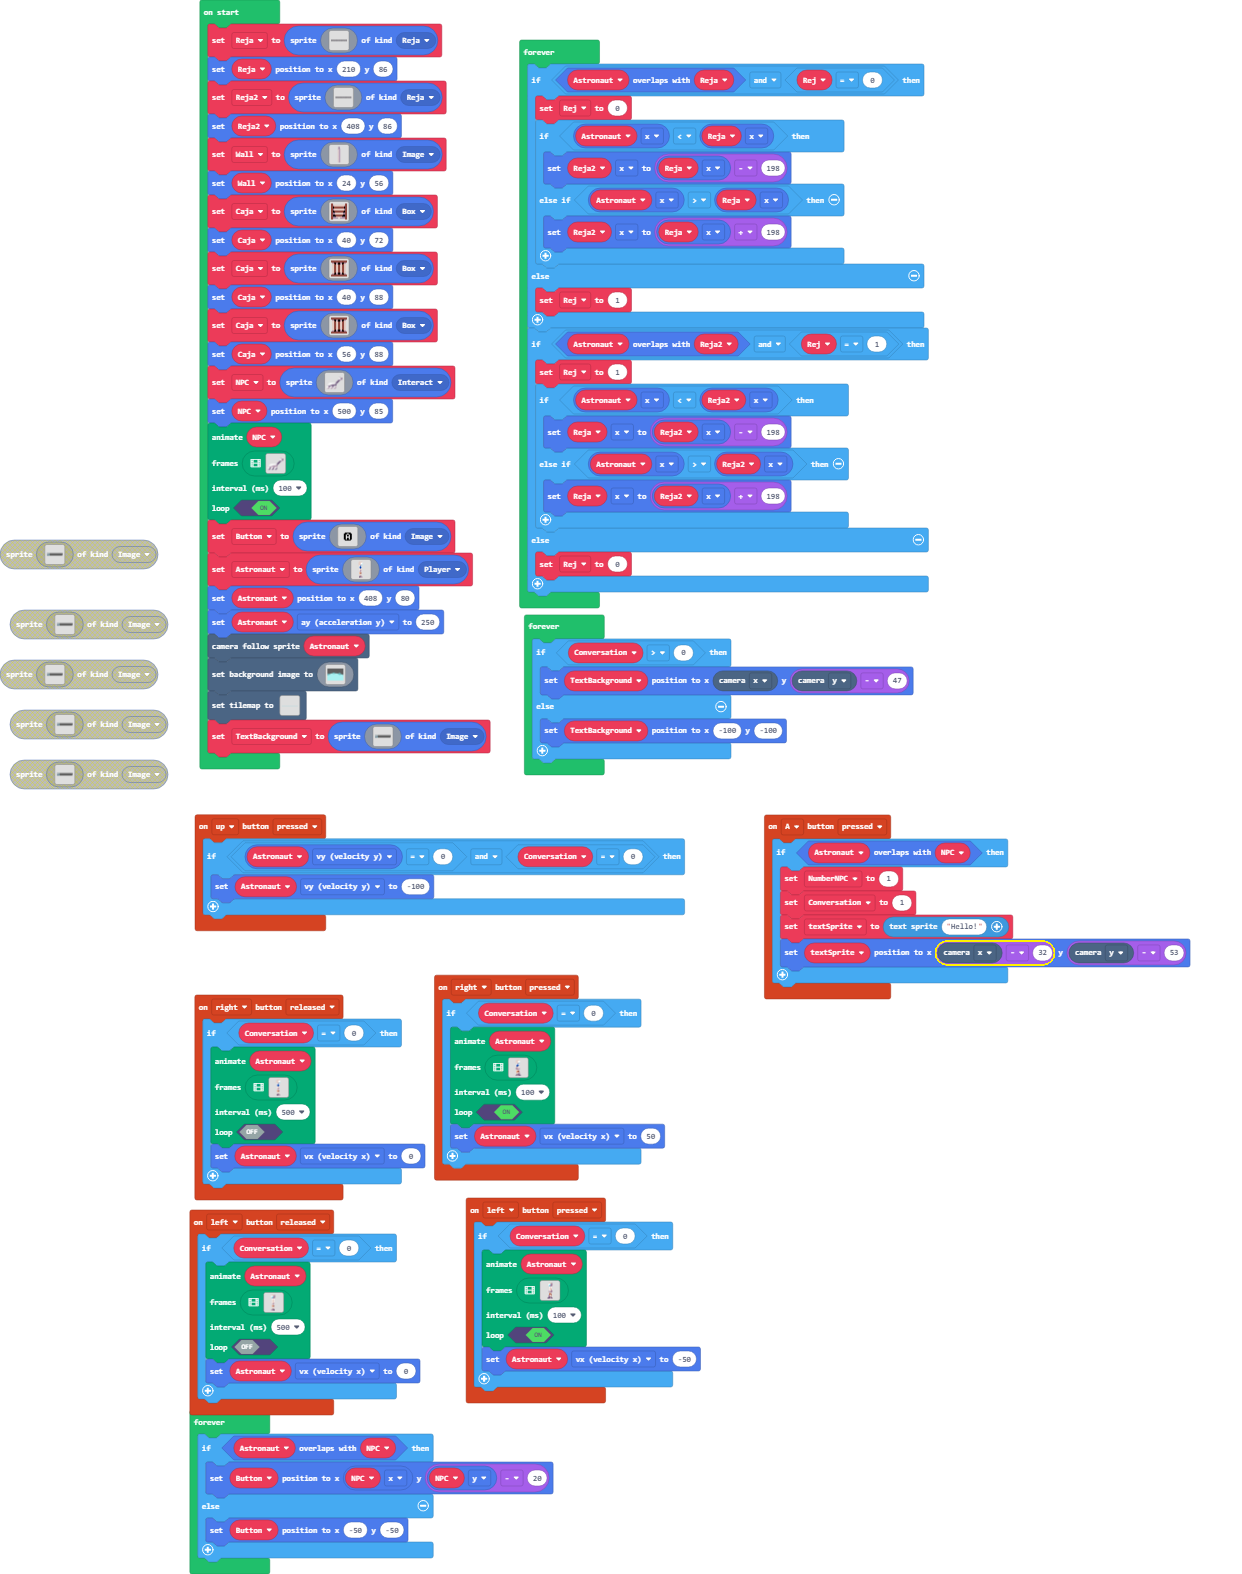 on start
set Reja to sprite of kind Reja
set Reja position to x 210 y 86
set Reja2 to sprite of kind Reja
set Reja2 position to x 408 y 86
set Wall to sprite of kind Image
set Wall position to x 24 y 56
set Caja to sprite of kind Box
set Caja position to x 40 y 72
set Caja to sprite of kind Box
set Caja position to x 40 y 88
set Caja to sprite of kind Box
set Caja position to x 56 y 88
set NPC to sprite of kind Interact
set NPC position to x 500 y 85
animate NPC
frames
interval (ms) 100
loop ON
set Button to sprite A of kind Image
set Astronaut to sprite of kind Player
set Astronaut position to x 408 y 80
set Astronaut ay (acceleration y) to 250
camera follow sprite Astronaut
set background image to
set tilemap to
set TextBackground to sprite of kind Image
sprite of kind Image
sprite of kind Image
sprite of kind Image
sprite of kind Image
sprite of kind Image
forever
if Astronaut overlaps with Reja and Rej = 0 then
set Rej to 0
if Astronaut x < Reja x then
set Reja2 x to Reja x - 198
else if Astronaut x > Reja x then
set Reja2 x to Reja x + 198
else
set Rej to 1
if Astronaut overlaps with Reja2 and Rej = 1 then
set Rej to 1
if Astronaut x < Reja2 x then
set Reja x to Reja2 x - 198
else if Astronaut x > Reja2 x then
set Reja x to Reja2 x + 198
else
set Rej to 0
forever
if Conversation > 0 then
set TextBackground position to x camera x y camera y - 47
else
set TextBackground position to x -100 y -100
on up button pressed
if Astronaut vy (velocity y) = 0 and Conversation = 0 then
set Astronaut vy (velocity y) to -100
on A button pressed
if Astronaut overlaps with NPC then
set NumberNPC to 1
set Conversation to 1
set textSprite to text sprite "Hello!"
set textSprite position to x camera x - 32 y camera y - 53
on right button released
if Conversation = 0 then
animate Astronaut
frames
interval (ms) 500
loop OFF
set Astronaut vx (velocity x) to 0
on right button pressed
if Conversation = 0 then
animate Astronaut
frames
interval (ms) 100
loop ON
set Astronaut vx (velocity x) to 50
on left button released
if Conversation = 0 then
animate Astronaut
frames
interval (ms) 500
loop OFF
set Astronaut vx (velocity x) to 0
on left button pressed
if Conversation = 0 then
animate Astronaut
frames
interval (ms) 100
loop ON
set Astronaut vx (velocity x) to -50
forever
if Astronaut overlaps with NPC then
set Button position to x NPC x y NPC y - 20
else
set Button position to x -50 y -50